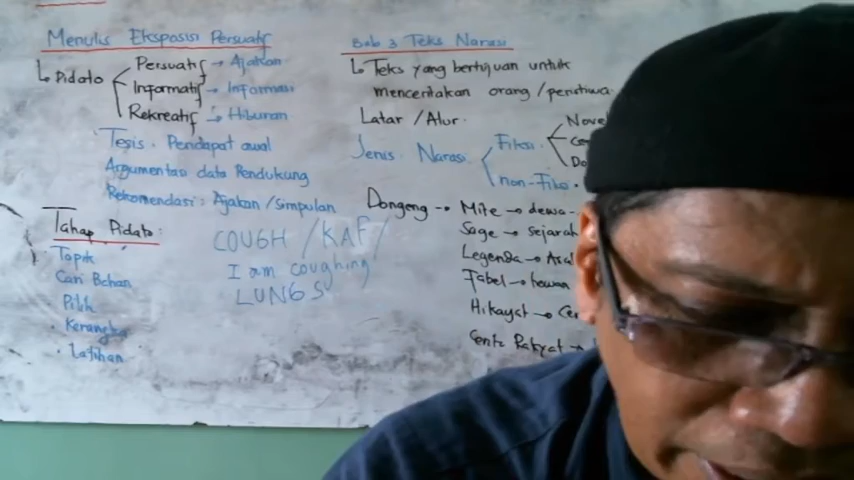 Menulis Eksposisi Persuatif
Pidato Persuatif → Ajakan
Informatif → Informasi
Rekreatif → Hiburan
Tesis. Pendapat awal
Argumentasi data Pendukung
Rekomendasi: Ajakan/Simpulan
Tahap Pidato:
Topik
Cari Bahan
Pilih
Kerangka
Latihan
COUGH /KAF/
I am coughing
LUNGS
Bab 3 Teks Narasi
Teks yang bertujuan untuk
menceritakan orang/peristiwa
Latar / Alur.
Jenis Narasi Fiksi Novel
non-Fiksi.
Dongeng → Mite → dewa-
Sage → sejarah
Legenda → Asal
Fabel → hewan
Hikayat →
Cerita Rakyat →